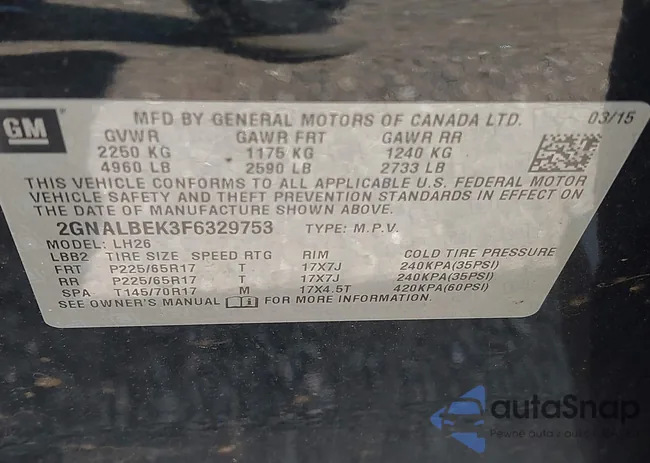 GM
MFD BY GENERAL MOTORS OF CANADA LTD. 03/15
GVWR GAWR FRT GAWR RR
2250 KG 1175 KG 1240 KG
4960 LB 2590 LB 2733 LB
THIS VEHICLE CONFORMS TO ALL APPLICABLE U.S. FEDERAL MOTOR
VEHICLE SAFETY AND THEFT PREVENTION STANDARDS IN EFFECT ON
THE DATE OF MANUFACTURE SHOWN ABOVE.
2GNALBEK3F6329753 TYPE: M.P.V.
MODEL: LH26
LBB2 TIRE SIZE SPEED RTG RIM COLD TIRE PRESSURE
FRT P225/65R17 T 17X7J 240KPA(35PSI)
RR P225/65R17 T 17X7J 240KPA(35PSI)
SPA T145/70R17 M 17X4.5T 420KPA(60PSI)
SEE OWNER'S MANUAL FOR MORE INFORMATION.
autaSnap
Pewne auta z autoryzowanych